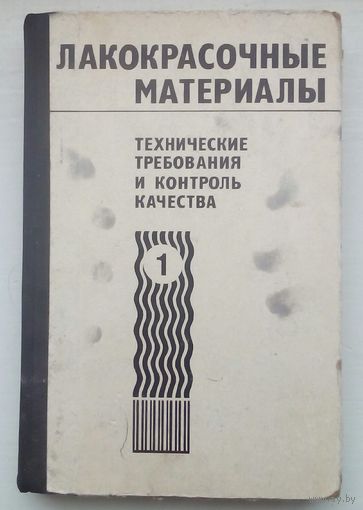 ЛАКОКРАСОЧНЫЕ
МАТЕРИАЛЫ
ТЕХНИЧЕСКИЕ
ТРЕБОВАНИЯ
И КОНТРОЛЬ
КАЧЕСТВА
1